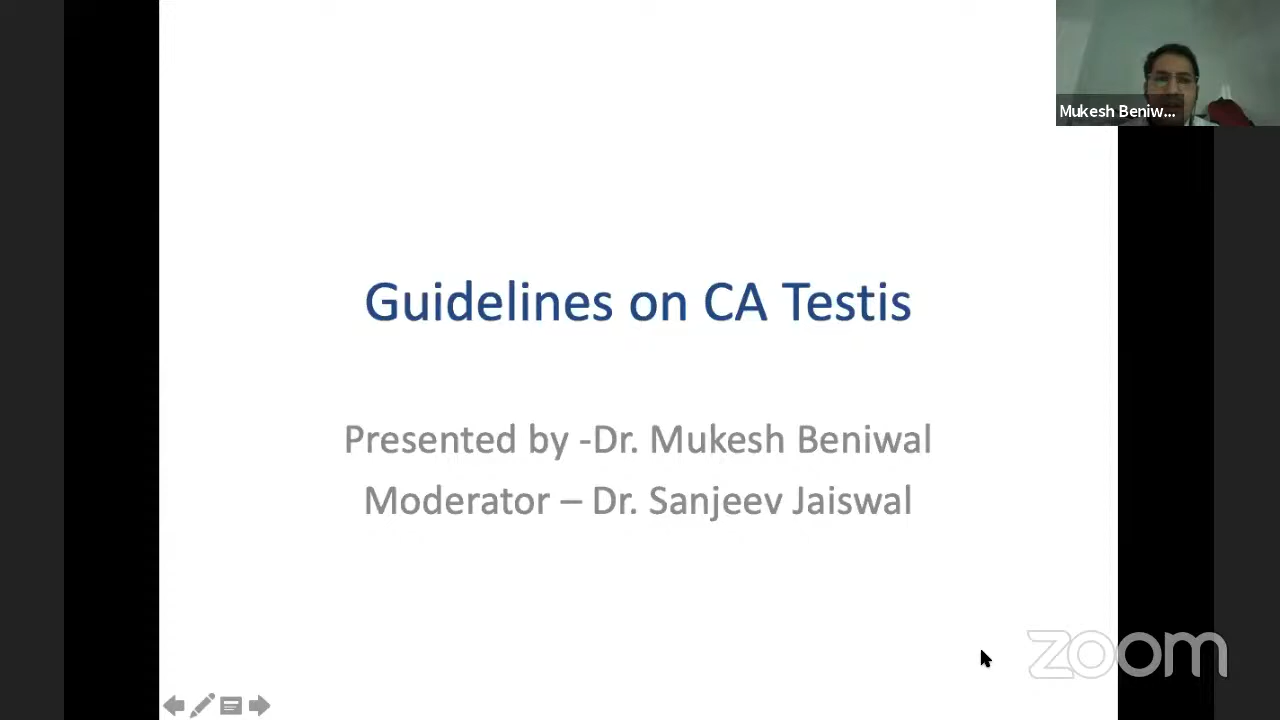 Mukesh Beniw...
Guidelines on CA Testis
Presented by -Dr. Mukesh Beniwal
Moderator – Dr. Sanjeev Jaiswal
zoom